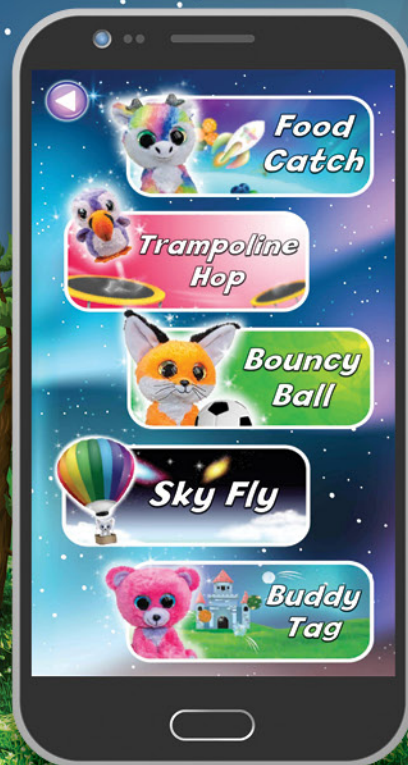 Food
Catch
Trampoline
Hop
Bouncy
Ball
Sky Fly
Buddy
Tag